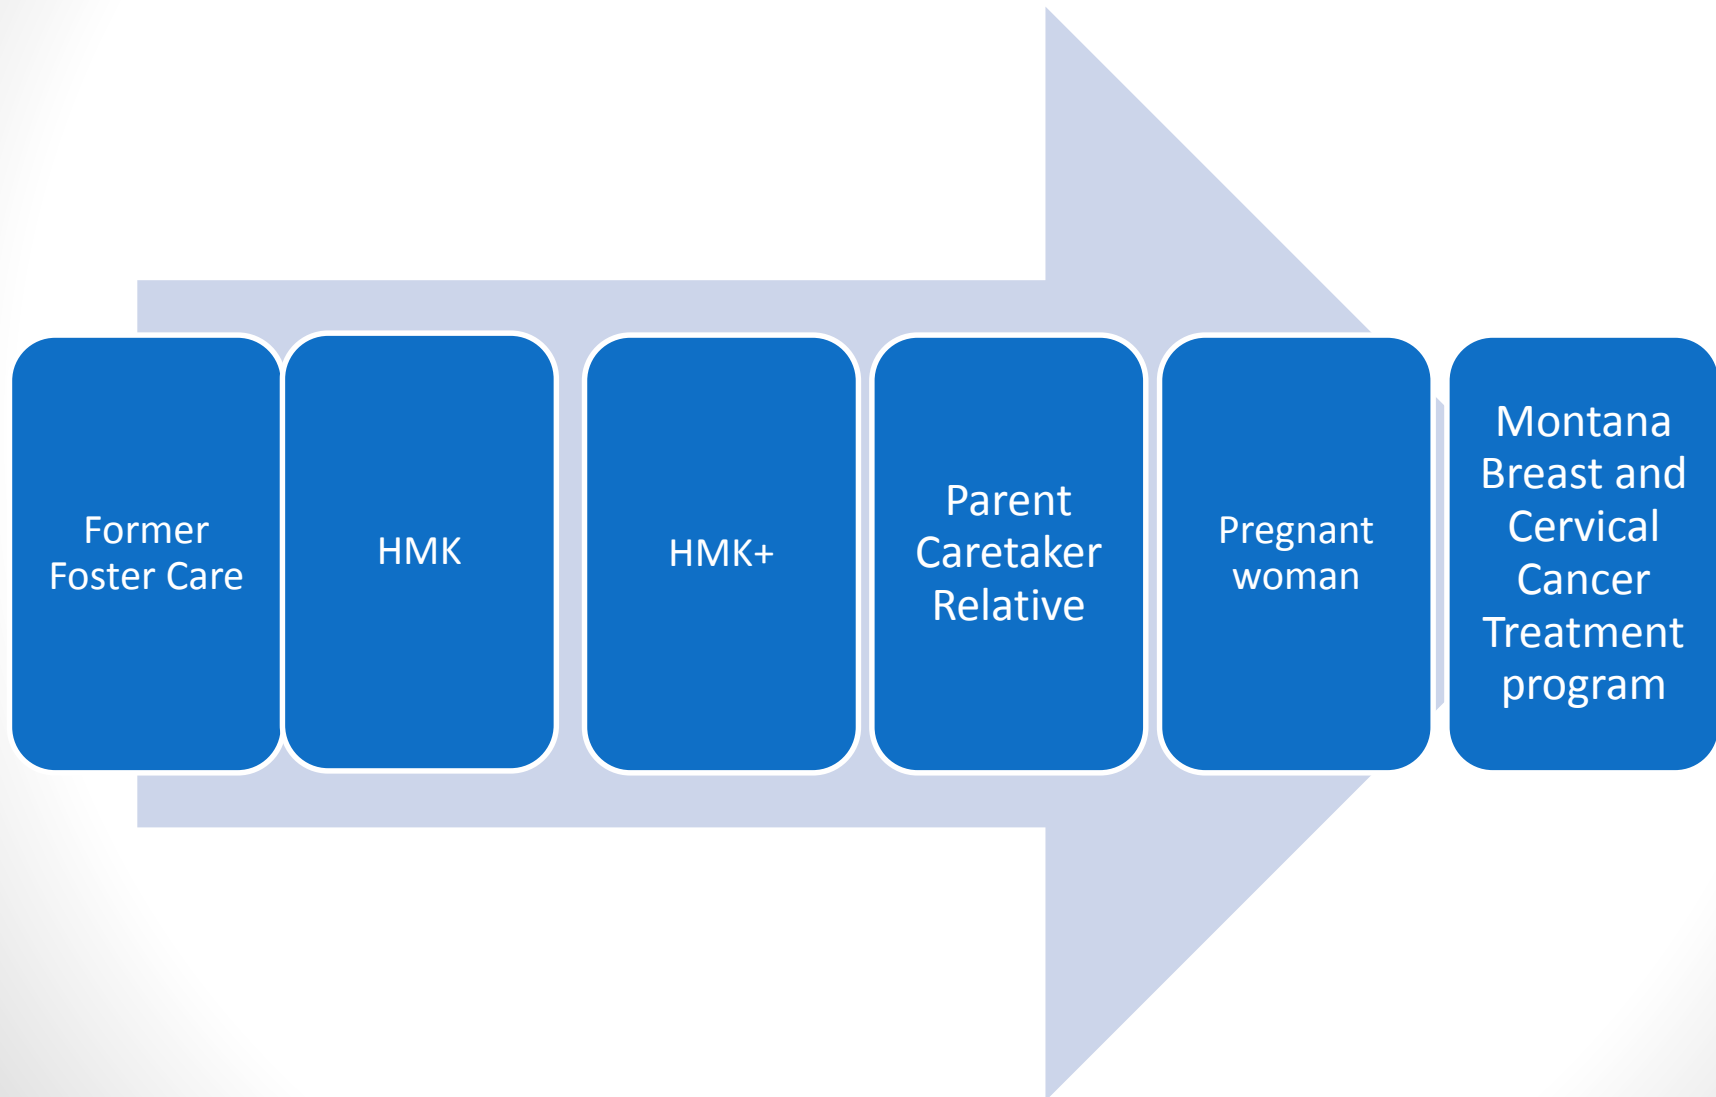 Former
Foster Care
HMK
HMK+
Parent
Caretaker
Relative
Pregnant
woman
Montana
Breast and
Cervical
Cancer
Treatment
program